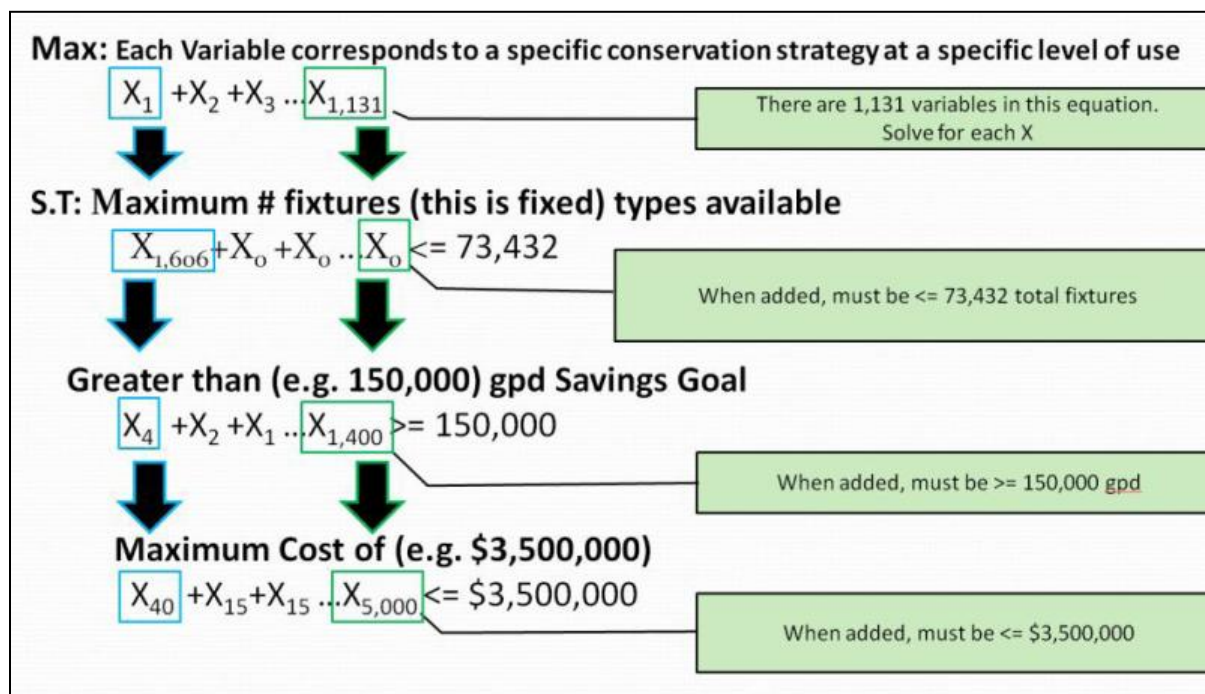 Max: Each Variable corresponds to a specific conservation strategy at a specific level of use
X₁ +X₂ +X₃ ...X₁,₁₃₁
There are 1,131 variables in this equation.
Solve for each X
S.T: Maximum # fixtures (this is fixed) types available
X₁,₆₀₆+X₀ +X₀ ...X₀ <= 73,432
When added, must be <= 73,432 total fixtures
Greater than (e.g. 150,000) gpd Savings Goal
X₄ +X₂ +X₁ ...X₁,₄₀₀ >= 150,000
When added, must be >= 150,000 gpd
Maximum Cost of (e.g. $3,500,000)
X₄₀ +X₁₅+X₁₅ ...X₅,₀₀₀ <= $3,500,000
When added, must be <= $3,500,000